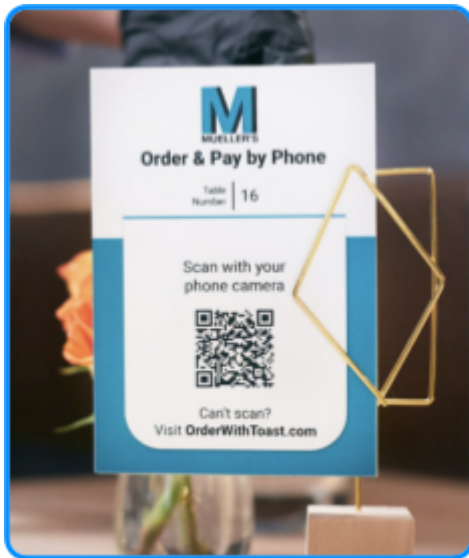 M
MUELLER'S
Order & Pay by Phone
Table
Number
16
Scan with your
phone camera
Can't scan?
Visit OrderWithToast.com